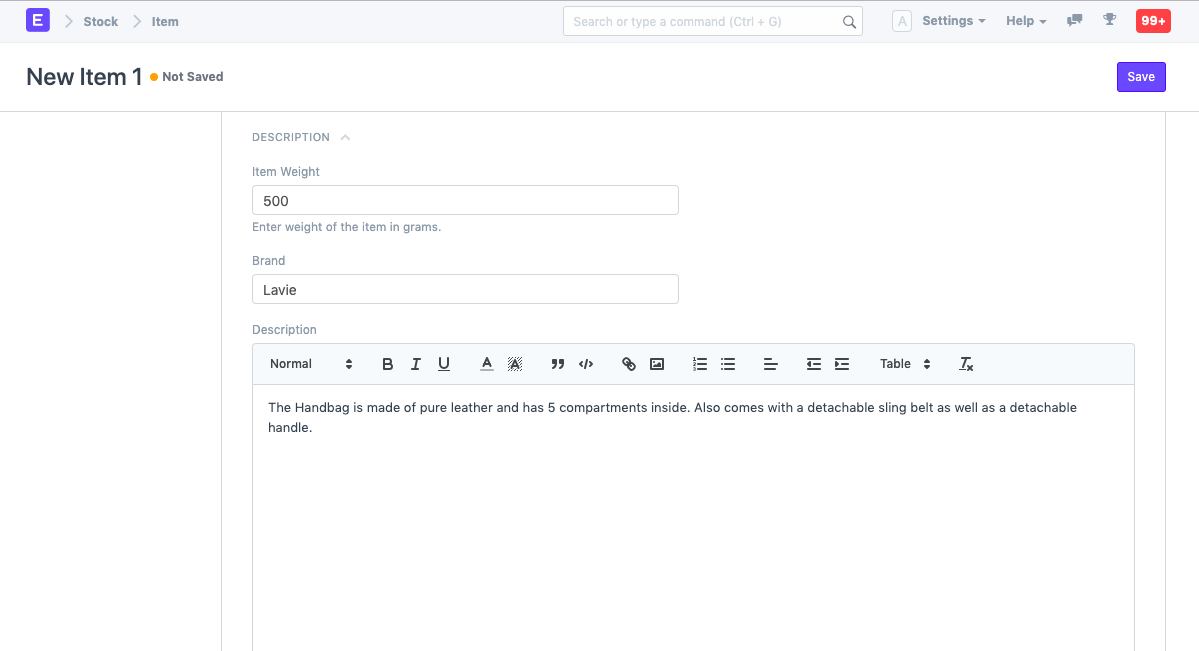 E Stock Item Search or type a command (Ctrl + G) A Settings Help 99+
New Item 1 Not Saved Save
DESCRIPTION
Item Weight
500
Enter weight of the item in grams.
Brand
Lavie
Description
Normal B I U A A Table
The Handbag is made of pure leather and has 5 compartments inside. Also comes with a detachable sling belt as well as a detachable
handle.